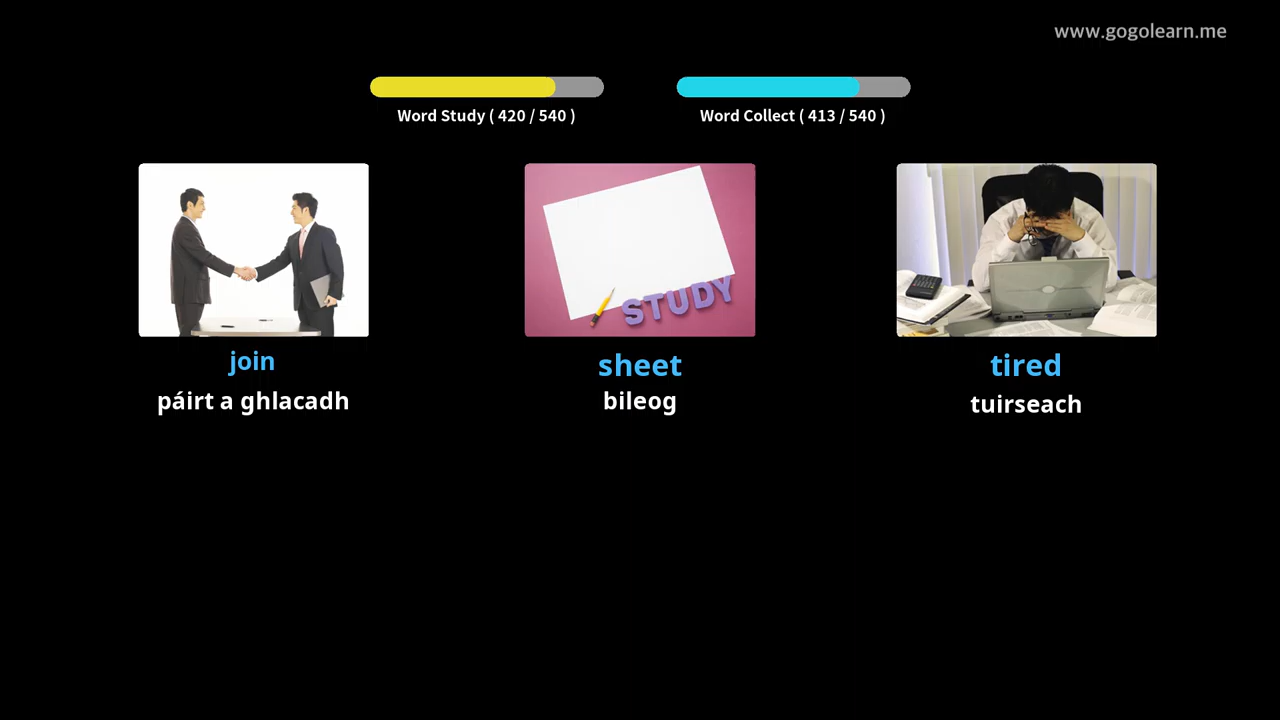 www.gogolearn.me
Word Study ( 420 / 540 )
Word Collect ( 413 / 540 )
STUDY
join
sheet
tired
páirt a ghlacadh
bileog
tuirseach